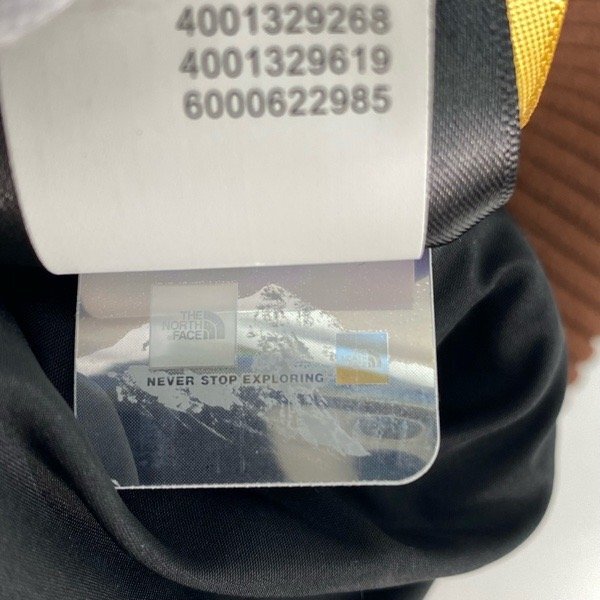 4001329268
4001329619
6000622985
THE
NORTH
FACE
NEVER STOP EXPLORING